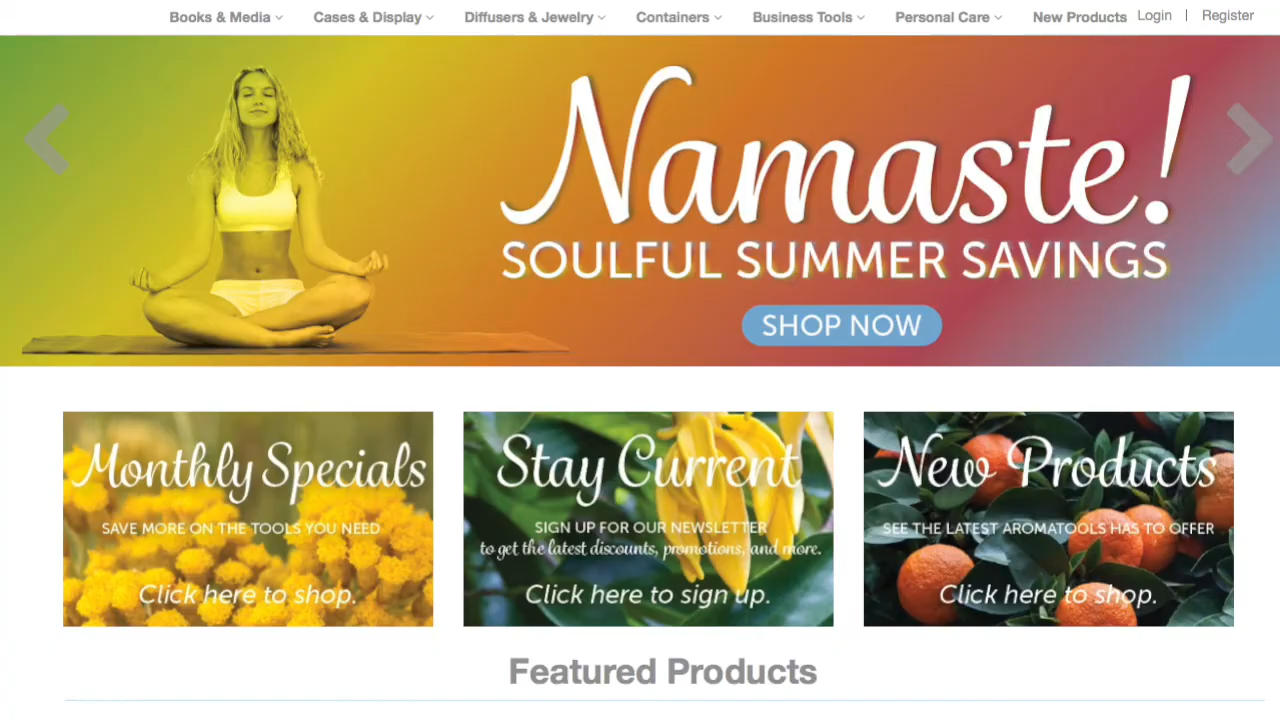 Books & Media Cases & Display Diffusers & Jewelry Containers Business Tools Personal Care New Products Login | Register
Namaste!
SOULFUL SUMMER SAVINGS
SHOP NOW
Monthly Specials
SAVE MORE ON THE TOOLS YOU NEED
Click here to shop.
Stay Current
SIGN UP FOR OUR NEWSLETTER
to get the latest discounts, promotions, and more.
Click here to sign up.
New Products
SEE THE LATEST AROMATOOLS HAS TO OFFER
Click here to shop.
Featured Products